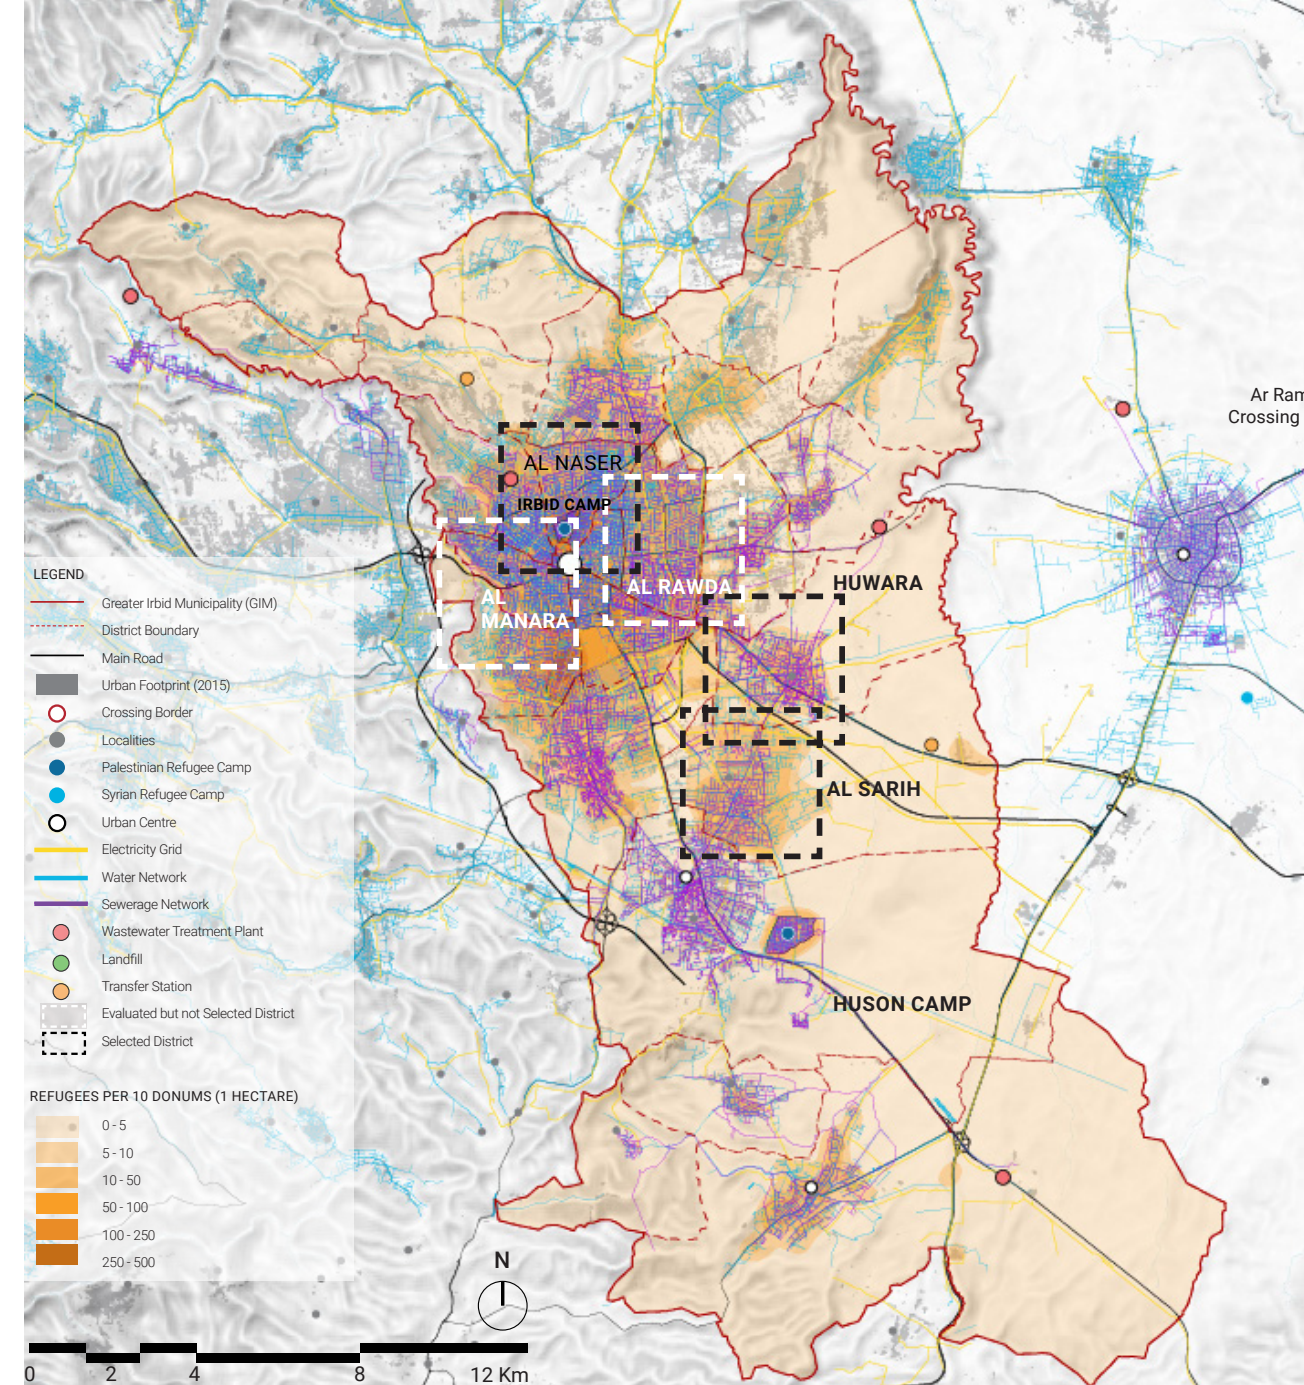 Ar Ram
Crossing
AL NASER
IRBID CAMP
AL RAWDA
HUWARA
AL
MANARA
AL SARIH
HUSON CAMP
LEGEND
Greater Irbid Municipality (GIM)
District Boundary
Main Road
Urban Footprint (2015)
Crossing Border
Localities
Palestinian Refugee Camp
Syrian Refugee Camp
Urban Centre
Electricity Grid
Water Network
Sewerage Network
Wastewater Treatment Plant
Landfill
Transfer Station
Evaluated but not Selected District
Selected District
REFUGEES PER 10 DONUMS (1 HECTARE)
0 - 5
5 - 10
10 - 50
50 - 100
100 - 250
250 - 500
N
0 2 4 8 12 Km